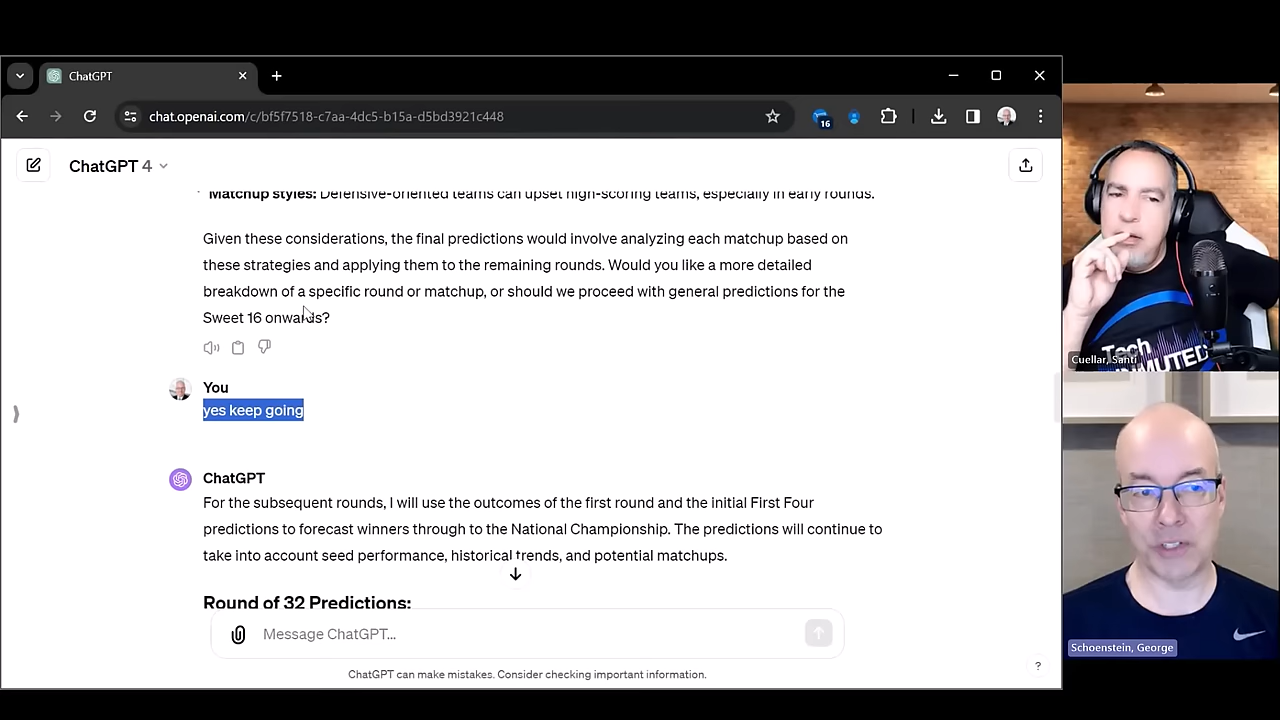 ChatGPT
chat.openai.com/c/bf5f7518-c7aa-4dc5-b15a-d5bd3921c448
16
ChatGPT 4
Matchup styles: Defensive-oriented teams can upset high-scoring teams, especially in early rounds.
Given these considerations, the final predictions would involve analyzing each matchup based on
these strategies and applying them to the remaining rounds. Would you like a more detailed
breakdown of a specific round or matchup, or should we proceed with general predictions for the
Sweet 16 onwards?
You
yes keep going
ChatGPT
For the subsequent rounds, I will use the outcomes of the first round and the initial First Four
predictions to forecast winners through to the National Championship. The predictions will continue to
take into account seed performance, historical trends, and potential matchups.
Round of 32 Predictions:
Message ChatGPT...
ChatGPT can make mistakes. Consider checking important information.
?
Tech
Cuellar, Santi
Schoenstein, George